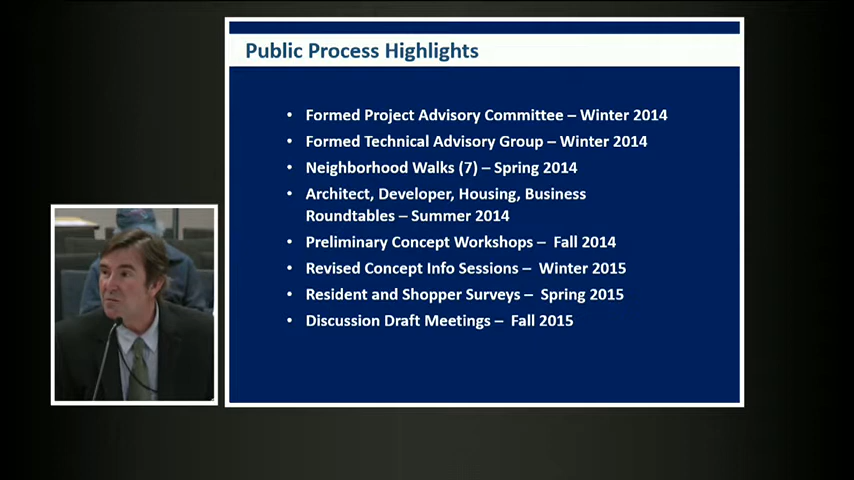 Public Process Highlights
• Formed Project Advisory Committee – Winter 2014
• Formed Technical Advisory Group – Winter 2014
• Neighborhood Walks (7) – Spring 2014
• Architect, Developer, Housing, Business
Roundtables – Summer 2014
• Preliminary Concept Workshops – Fall 2014
• Revised Concept Info Sessions – Winter 2015
• Resident and Shopper Surveys – Spring 2015
• Discussion Draft Meetings – Fall 2015